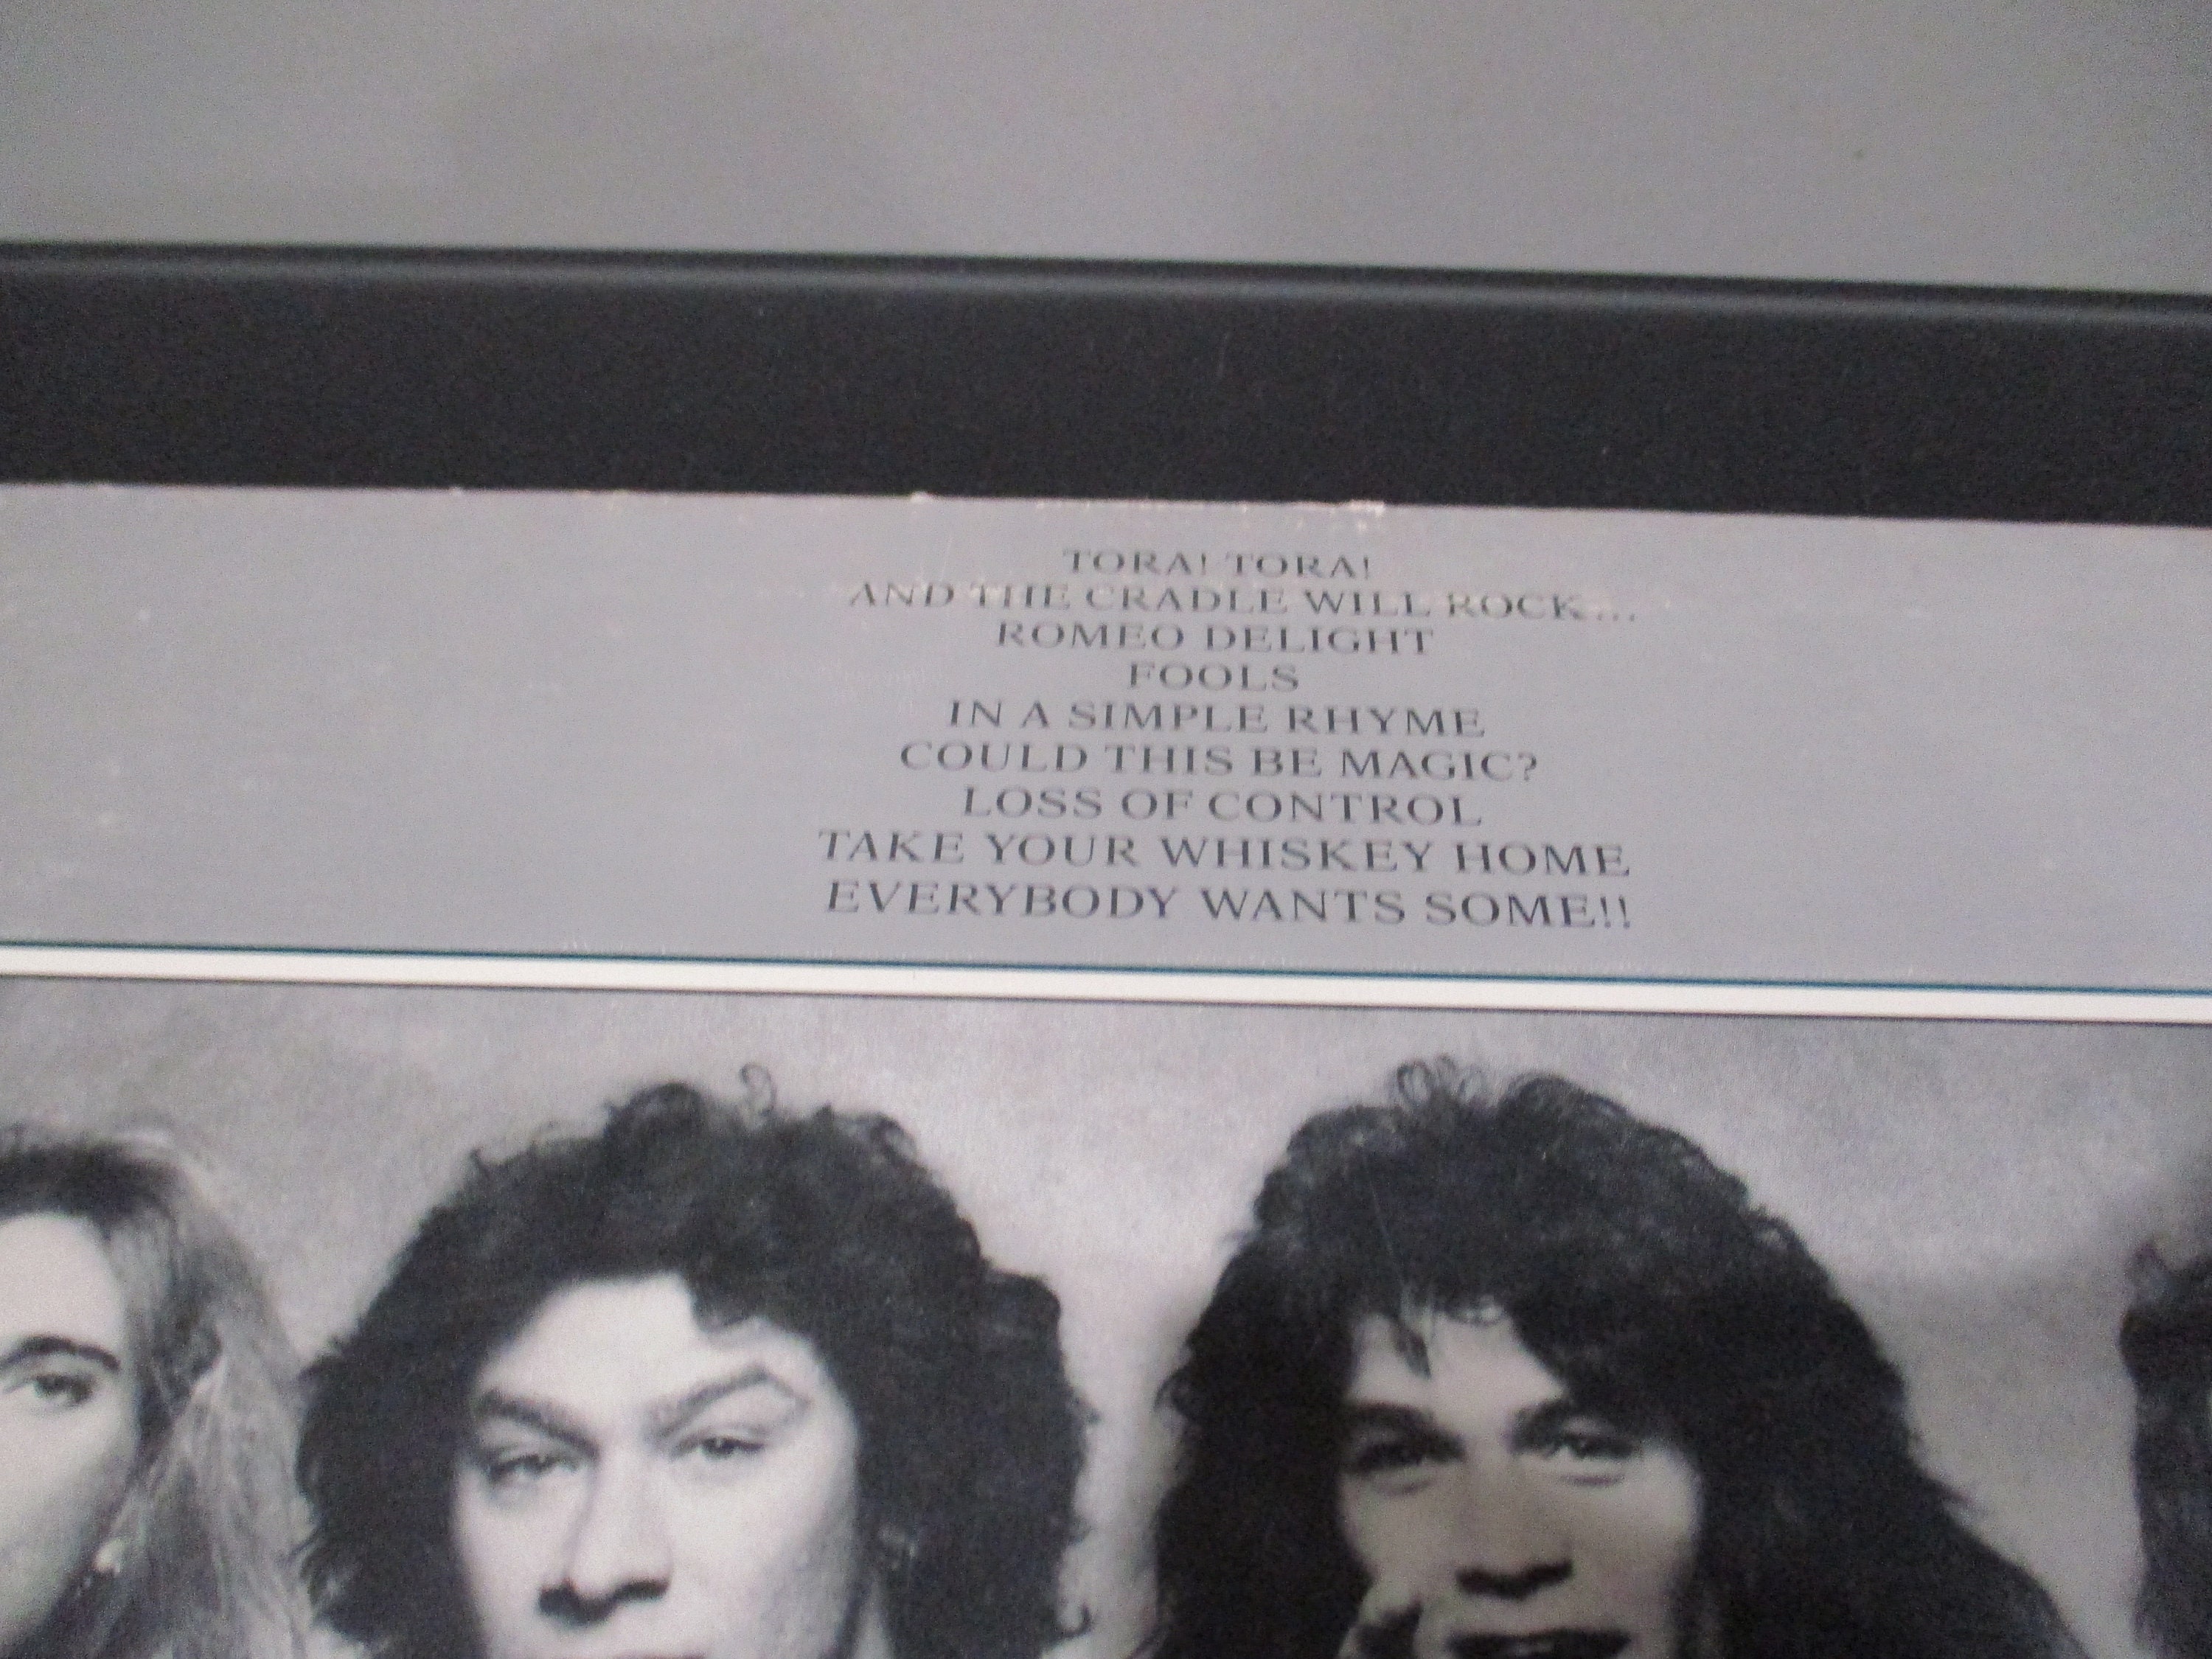 TORA! TORA!
AND THE CRADLE WILL ROCK...
ROMEO DELIGHT
FOOLS
IN A SIMPLE RHYME
COULD THIS BE MAGIC?
LOSS OF CONTROL
TAKE YOUR WHISKEY HOME
EVERYBODY WANTS SOME!!